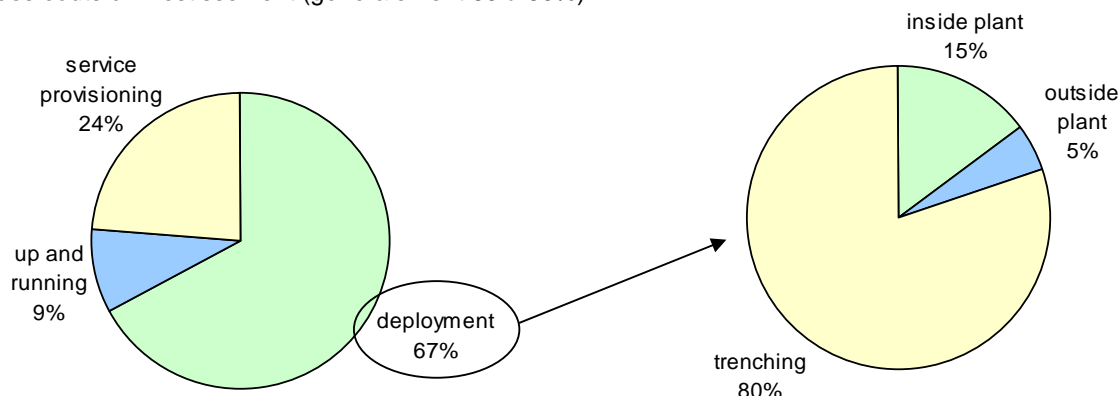 service
provisioning
24%
up and
running
9%
deployment
67%
inside plant
15%
outside
plant
5%
trenching
80%